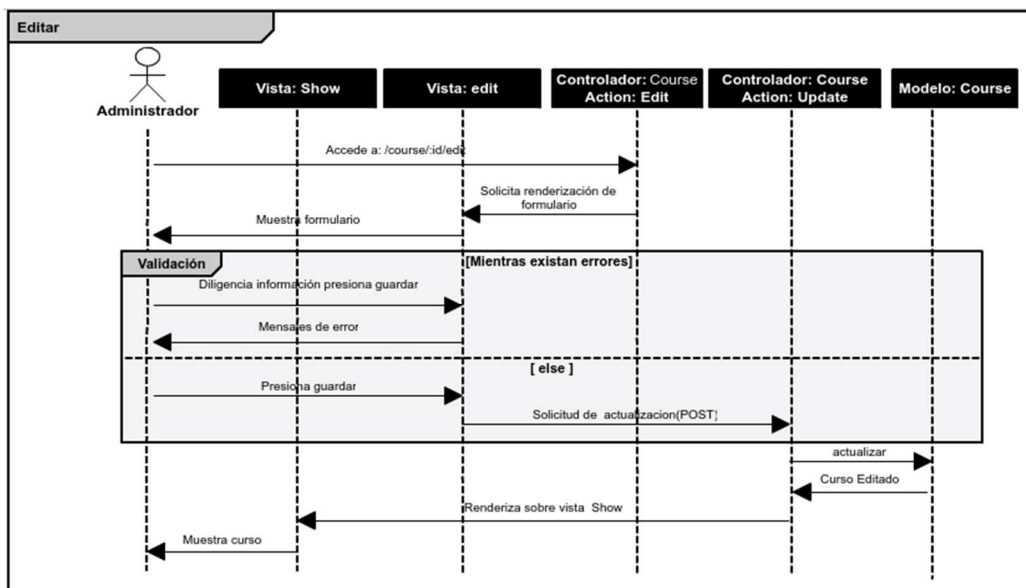 Editar
Administrador
Vista: Show
Vista: edit
Controlador: Course
Action: Edit
Controlador: Course
Action: Update
Modelo: Course
Accede a: /course/:id/edit
Solicita renderización de
formulario
Muestra formulario
Validación
[Mientras existan errores]
Diligencia información presiona guardar
Mensajes de error
[ else ]
Presiona guardar
Solicitud de actualizacion(POST)
actualizar
Curso Editado
Renderiza sobre vista Show
Muestra curso